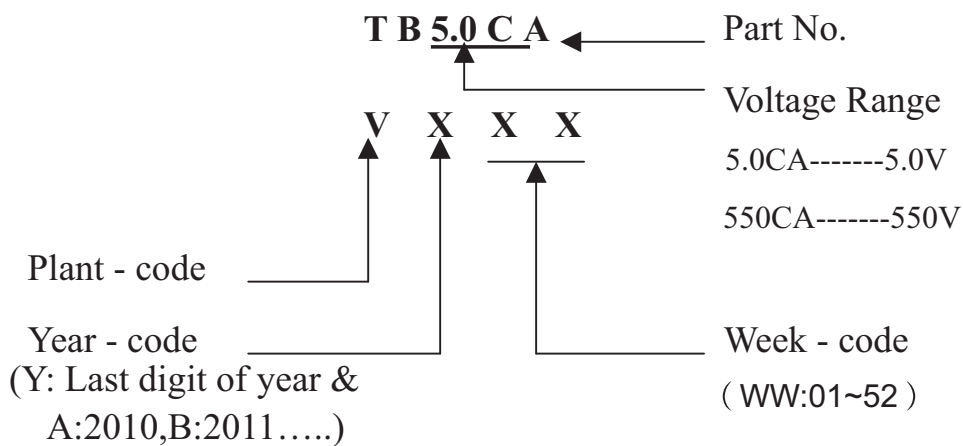 T B 5.0 C A
Part No.
Voltage Range
V X X X
5.0CA-------5.0V
550CA-------550V
Plant - code
Year - code
Week - code
(Y: Last digit of year &
（WW:01~52）
A:2010,B:2011…..)